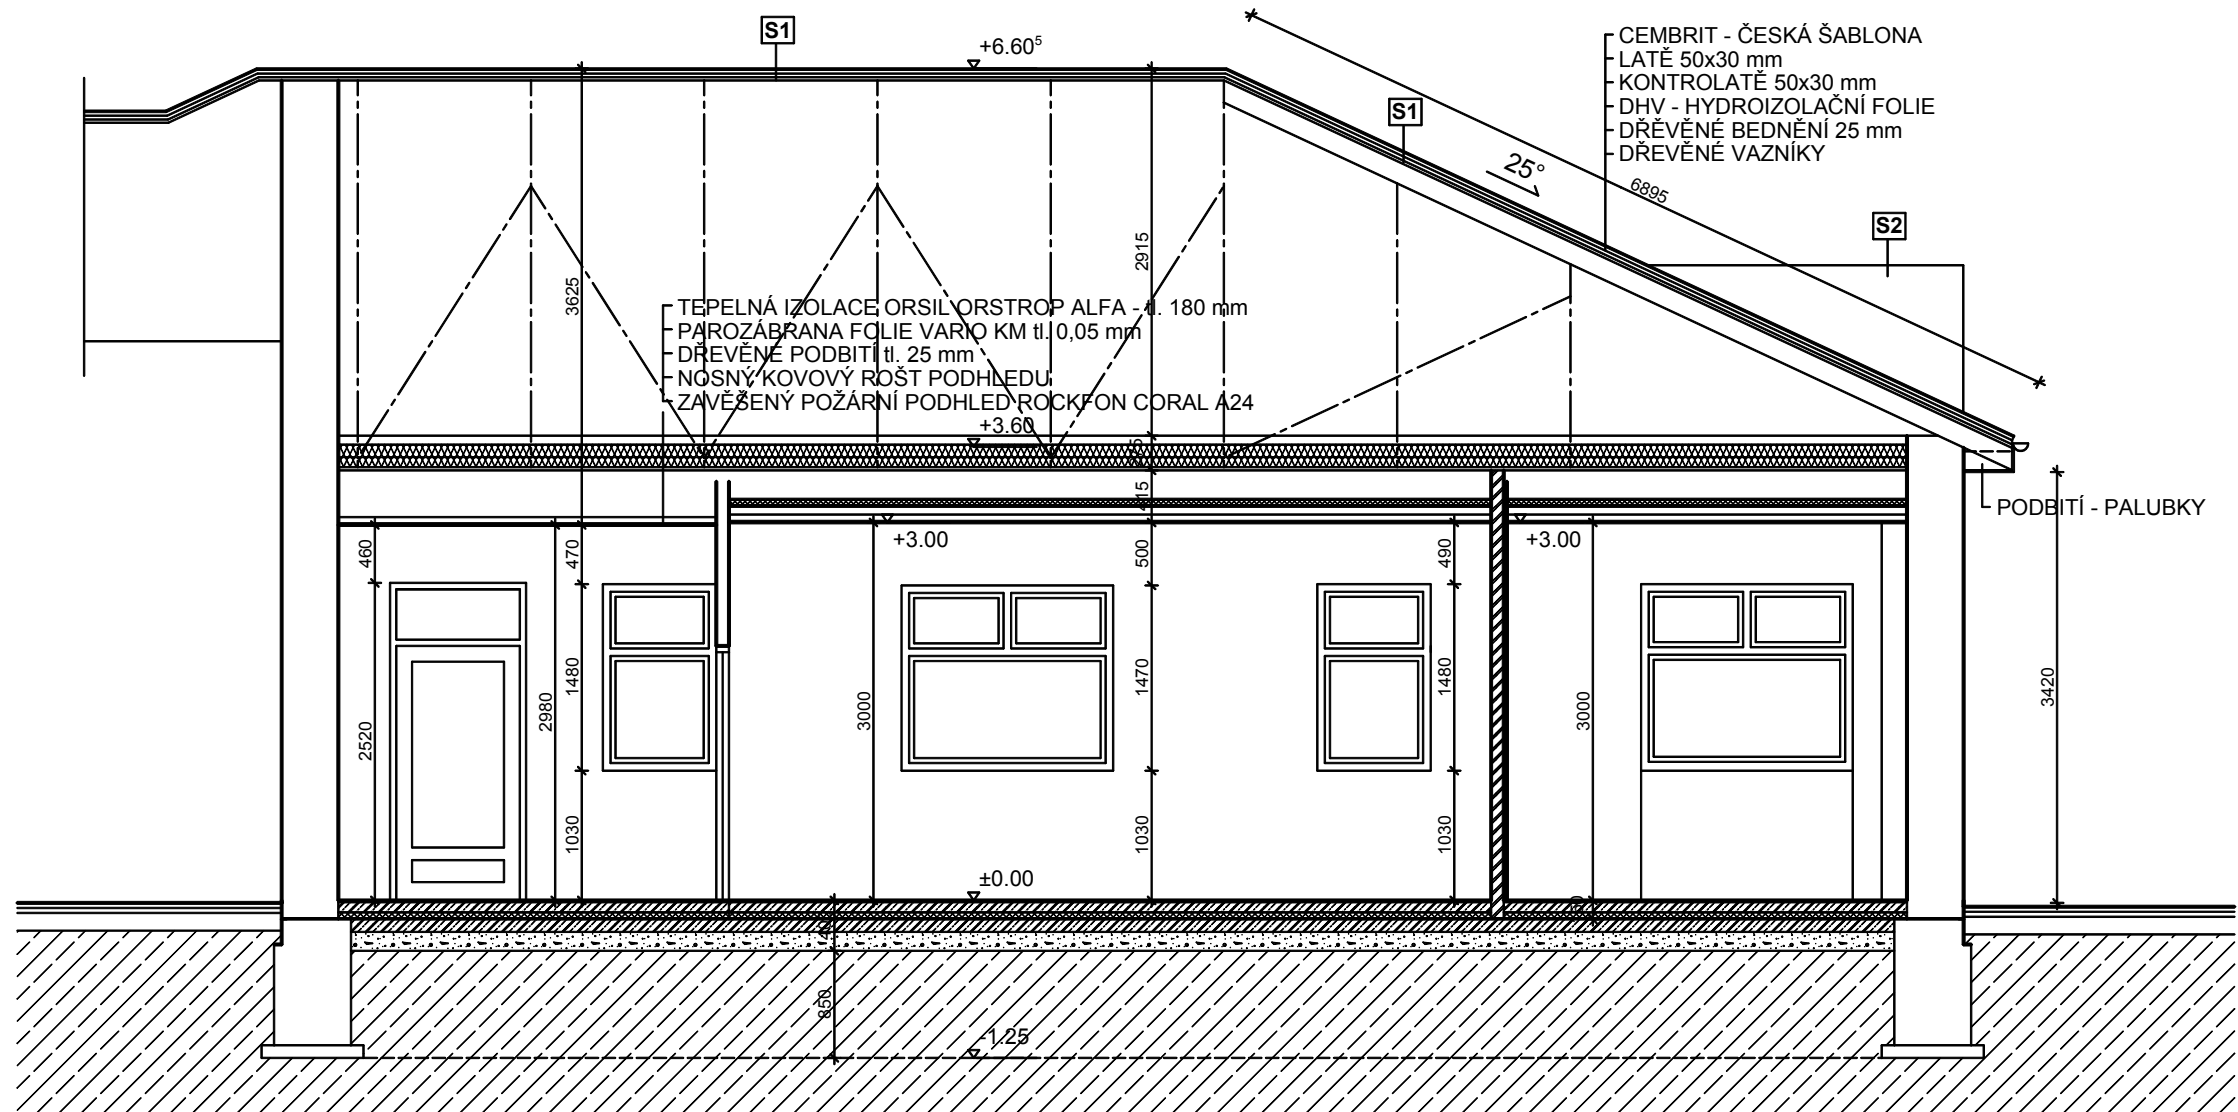 S1
+6.60⁵
CEMBRIT - ČESKÁ ŠABLONA
LATĚ 50x30 mm
KONTROLATĚ 50x30 mm
DHV - HYDROIZOLAČNÍ FOLIE
DŘĚVĚNÉ BEDNĚNÍ 25 mm
DŘEVĚNÉ VAZNÍKY
S1
25°
6895
S2
2915
3625
TEPELNÁ IZOLACE ORSIL ORSTROP ALFA - tl. 180 mm
PAROZÁBRANA FOLIE VARIO KM tl. 0,05 mm
DŘEVĚNÉ PODBITÍ tl. 25 mm
NOSNÝ KOVOVÝ ROŠT PODHLEDU
ZAVĚŠENÝ POŽÁRNÍ PODHLED ROCKFON CORAL A24
+3.60
415
PODBITÍ - PALUBKY
+3.00
+3.00
460
470
500
490
2520
2980
1480
3000
1470
1480
3000
3420
1030
1030
1030
±0.00
400
850
-1.25